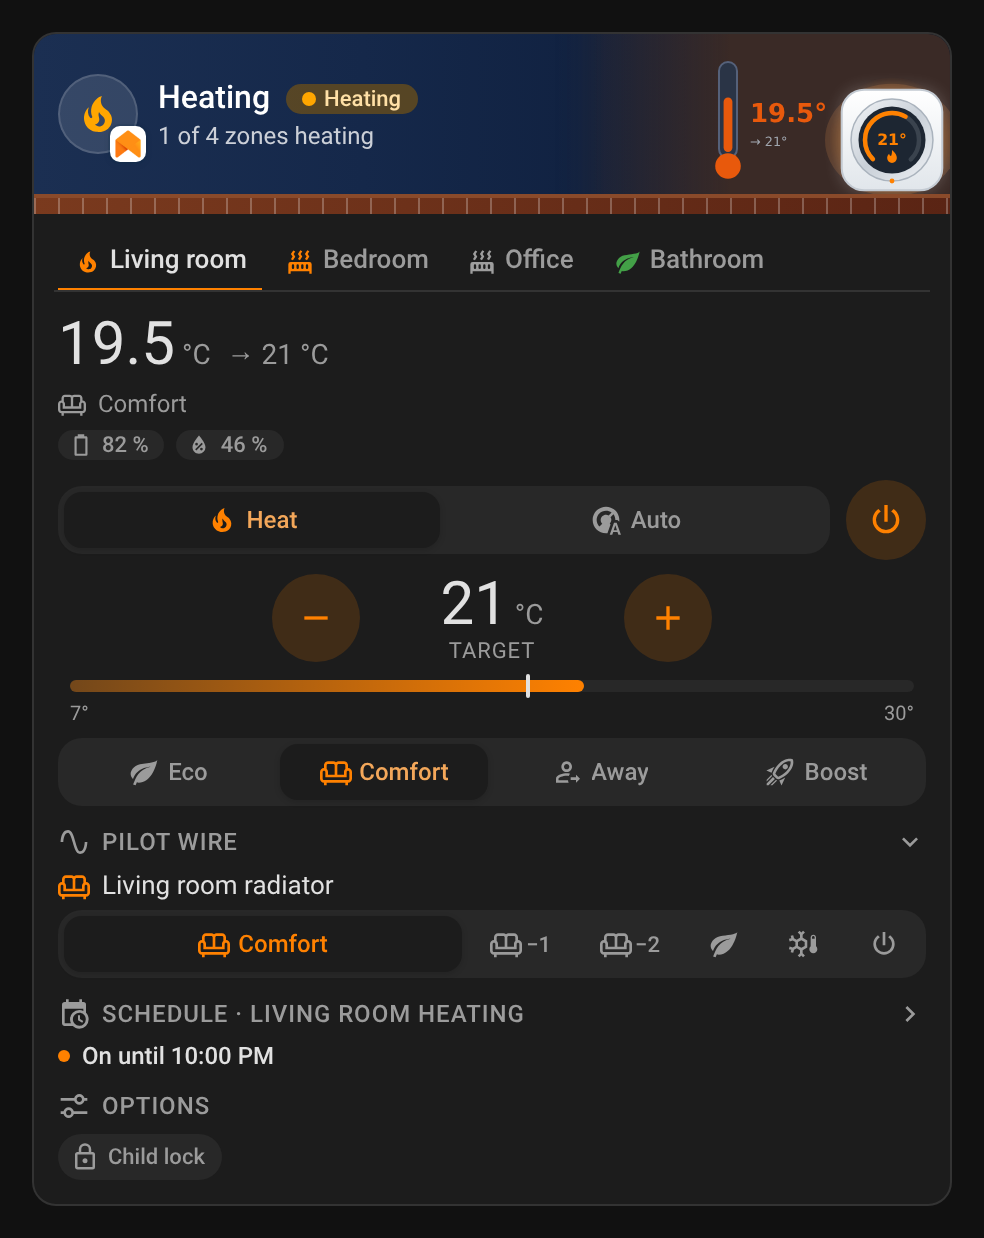 Heating
Heating
1 of 4 zones heating
19.5°
→ 21°
21°
Living room
Bedroom
Office
Bathroom
19.5 °C → 21 °C
Comfort
82 %
46 %
Heat
A Auto
21 °C
TARGET
7°
30°
Eco
Comfort
Away
Boost
PILOT WIRE
Living room radiator
Comfort
−1
−2
SCHEDULE · LIVING ROOM HEATING
On until 10:00 PM
OPTIONS
Child lock